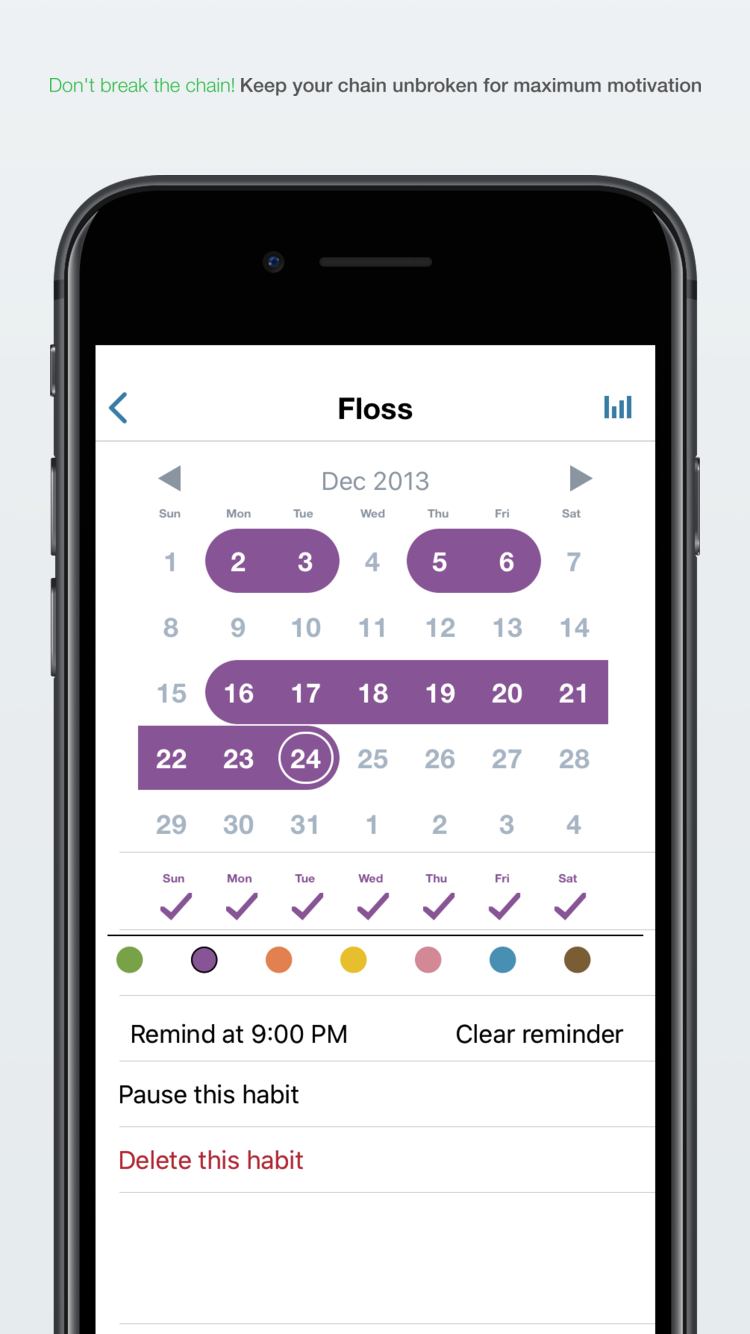 Don't break the chain! Keep your chain unbroken for maximum motivation
Floss
Dec 2013
Sun Mon Tue Wed Thu Fri Sat
1 2 3 4 5 6 7
8 9 10 11 12 13 14
15 16 17 18 19 20 21
22 23 24 25 26 27 28
29 30 31 1 2 3 4
Sun Mon Tue Wed Thu Fri Sat
Remind at 9:00 PM Clear reminder
Pause this habit
Delete this habit